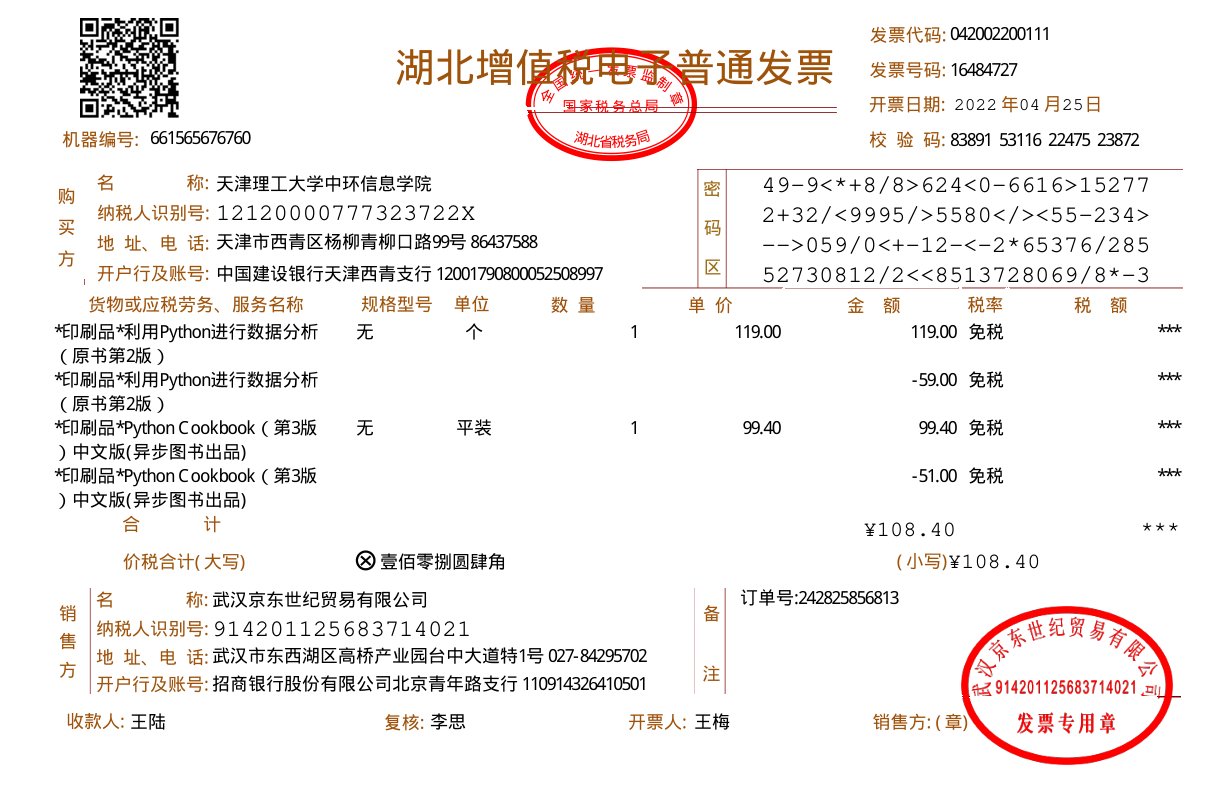 湖北增值税电子普通发票
全国统一发票监制章
国家税务总局
湖北省税务局
发票代码: 042002200111
发票号码: 16484727
开票日期: 2022 年04 月25日
校 验 码: 83891 53116 22475 23872
机器编号: 661565676760
购买方
名 称: 天津理工大学中环信息学院
纳税人识别号: 12120000777323722X
地 址、电 话: 天津市西青区杨柳青柳口路99号 86437588
开户行及账号: 中国建设银行天津西青支行 12001790800052508997
密码区
49-9<*+8/8>624<0-6616>15277
2+32/<9995/>5580</><55-234>
-->059/0<+-12-<-2*65376/285
52730812/2<<8513728069/8*-3
货物或应税劳务、服务名称 规格型号 单位 数 量 单 价 金 额 税率 税 额
*印刷品*利用Python进行数据分析 无 个 1 119.00 119.00 免税 ***
（原书第2版）
*印刷品*利用Python进行数据分析 -59.00 免税 ***
（原书第2版）
*印刷品*Python Cookbook（第3版 无 平装 1 99.40 99.40 免税 ***
）中文版(异步图书出品)
*印刷品*Python Cookbook（第3版 -51.00 免税 ***
）中文版(异步图书出品)
合 计 ¥108.40 ***
价税合计(大写) ⊗ 壹佰零捌圆肆角 (小写)¥108.40
销售方
名 称: 武汉京东世纪贸易有限公司
纳税人识别号: 914201125683714021
地 址、电 话: 武汉市东西湖区高桥产业园台中大道特1号 027-84295702
开户行及账号: 招商银行股份有限公司北京青年路支行 110914326410501
备注
订单号:242825856813
武汉京东世纪贸易有限公司
914201125683714021
发票专用章
收款人: 王陆 复核: 李思 开票人: 王梅 销售方: (章)